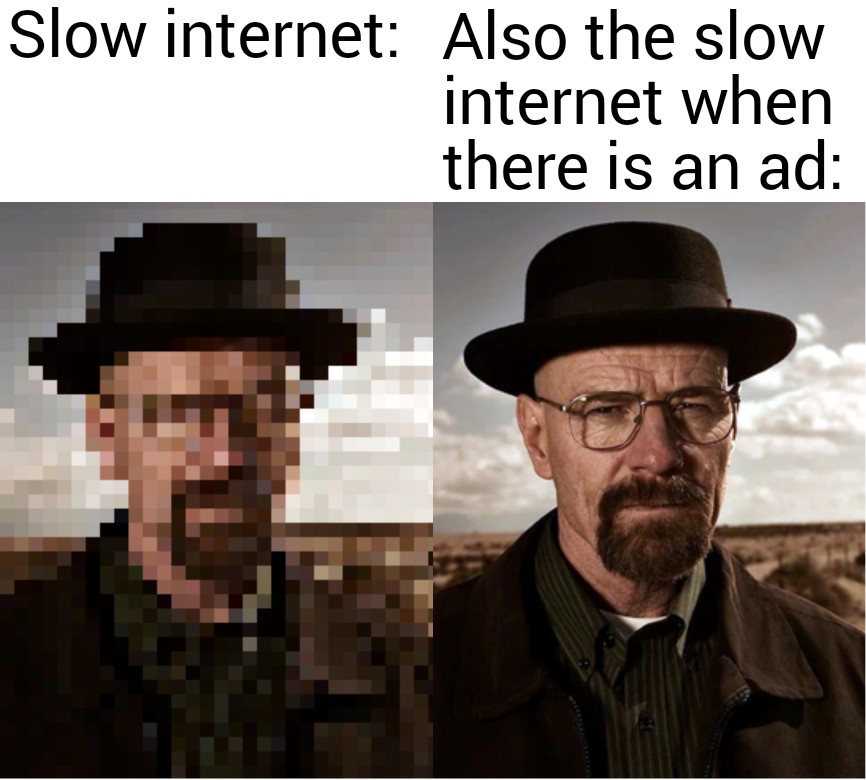 Slow internet:
Also the slow
internet when
there is an ad: